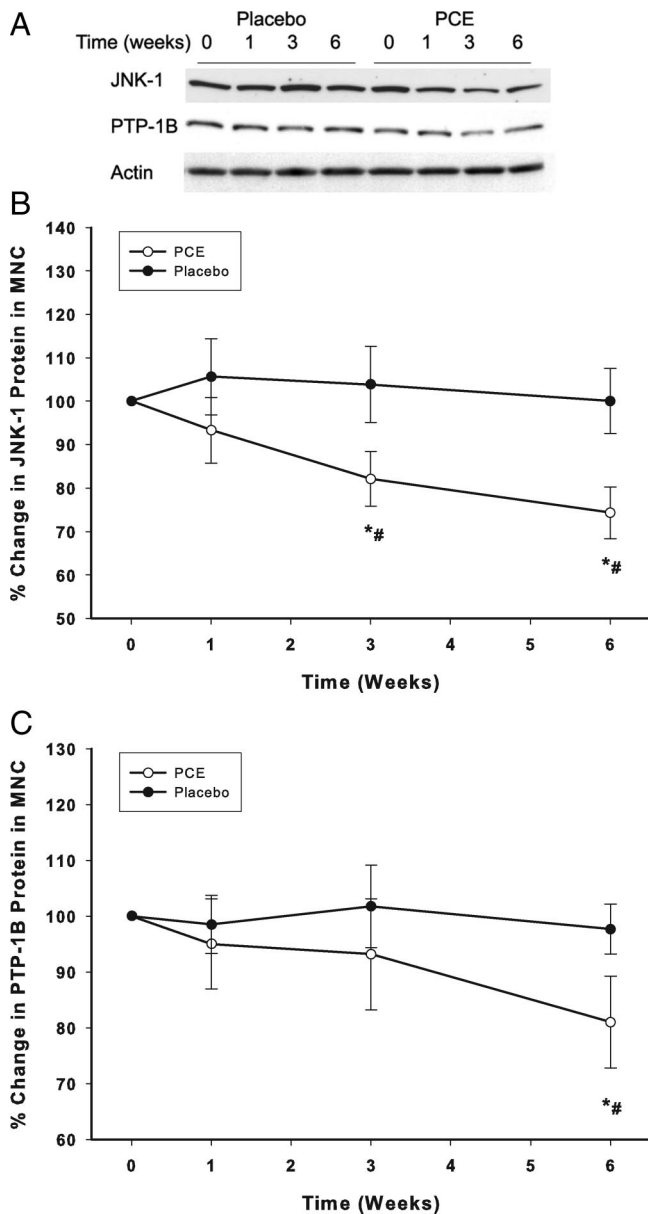 A
Placebo PCE
Time (weeks) 0 1 3 6 0 1 3 6
JNK-1
PTP-1B
Actin
B
% Change in JNK-1 Protein in MNC
140
130
120
110
100
90
80
70
60
50
PCE
Placebo
*#
*#
0 1 2 3 4 5 6
Time (Weeks)
C
% Change in PTP-1B Protein in MNC
130
120
110
100
90
80
70
60
PCE
Placebo
*#
0 1 2 3 4 5 6
Time (Weeks)